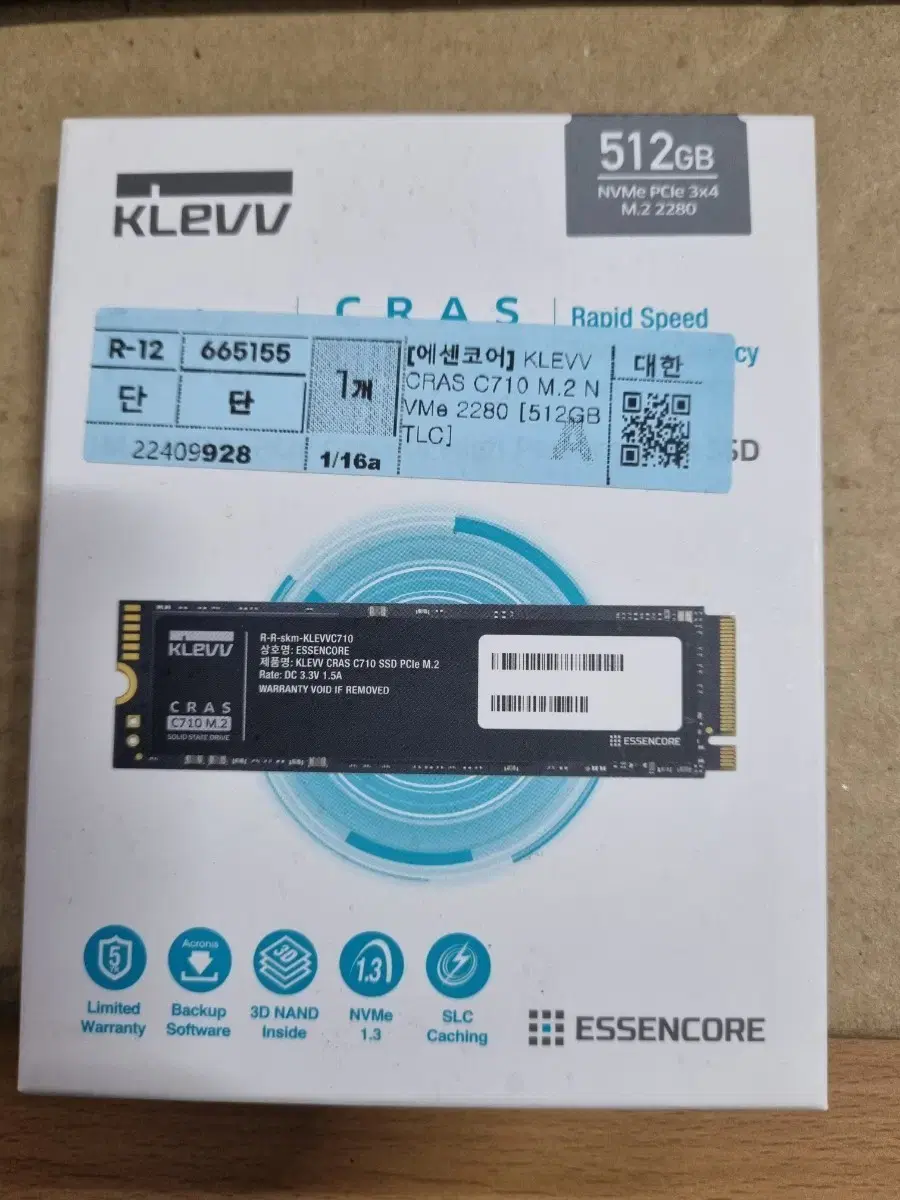 KLEVV
512GB
NVMe PCIe 3x4
M.2 2280
CRAS
Rapid Speed
cy
SD
R-12
665155
단
단
22409928
1개
1/16a
[에센코어] KLEVV
CRAS C710 M.2 N
VMe 2280 [512GB
TLC]
A
대한
KLEVV
CRAS
C710 M.2
SOLID STATE DRIVE
R-R-skm-KLEVVC710
상호명: ESSENCORE
제품명: KLEVV CRAS C710 SSD PCIe M.2
Rate: DC 3.3V 1.5A
WARRANTY VOID IF REMOVED
ESSENCORE
5
Limited
Warranty
Acronis
Backup
Software
3D
3D NAND
Inside
1.3
NVMe
1.3
SLC
Caching
ESSENCORE